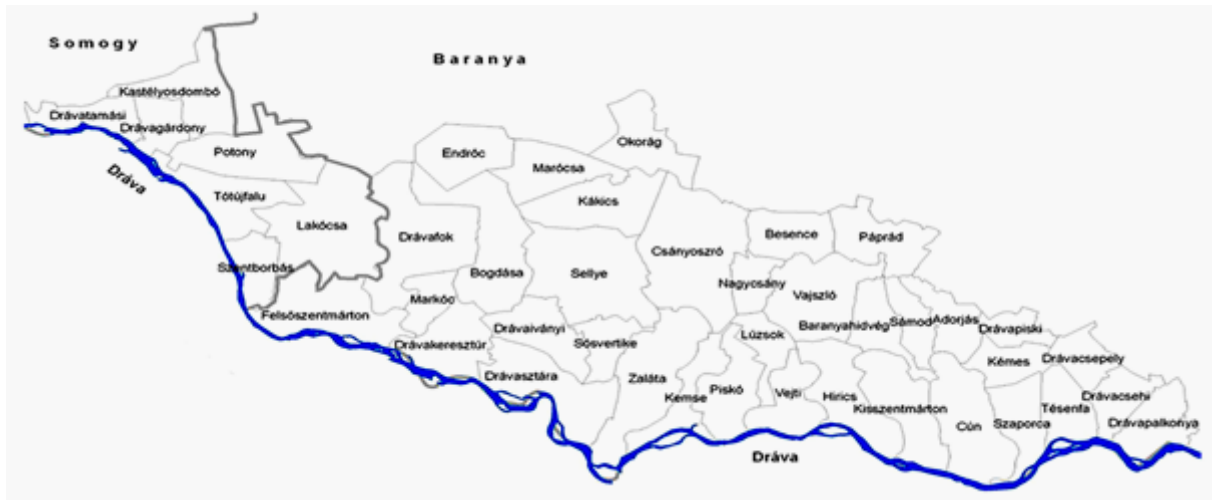 Somogy
Baranya
Kastélyosdombó
Drávatamási
Drávagárdony
Okorág
Potony
Endrőc
Marócsa
Dráva
Tótújfalu
Kákics
Lakócsa
Drávafok
Csányoszró
Besence
Páprád
Szentborbás
Bogdása
Sellye
Nagycsány
Vajszló
Markóc
Felsőszentmárton
Drávaiványi
Lúzsok
Baranyahidvég
Sámod
Adorjás
Drávapiski
Drávakeresztúr
Sósvertike
Kémes
Drávacsepely
Drávasztára
Zaláta
Kemse
Piskó
Vejti
Hirics
Kisszentmárton
Cún
Szaporca
Tésenfa
Drávacsehi
Drávapalkonya
Dráva